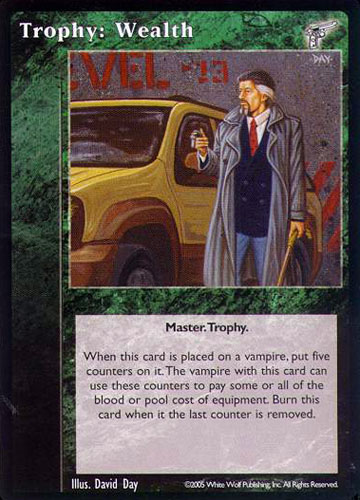 Trophy: Wealth
-DAY-
EVEL -13
Master. Trophy.
When this card is placed on a vampire, put five
counters on it. The vampire with this card can
use these counters to pay some or all of the
blood or pool cost of equipment. Burn this
card when it the last counter is removed.
Illus. David Day
©2005 White Wolf Publishing, Inc. All Rights Reserved.